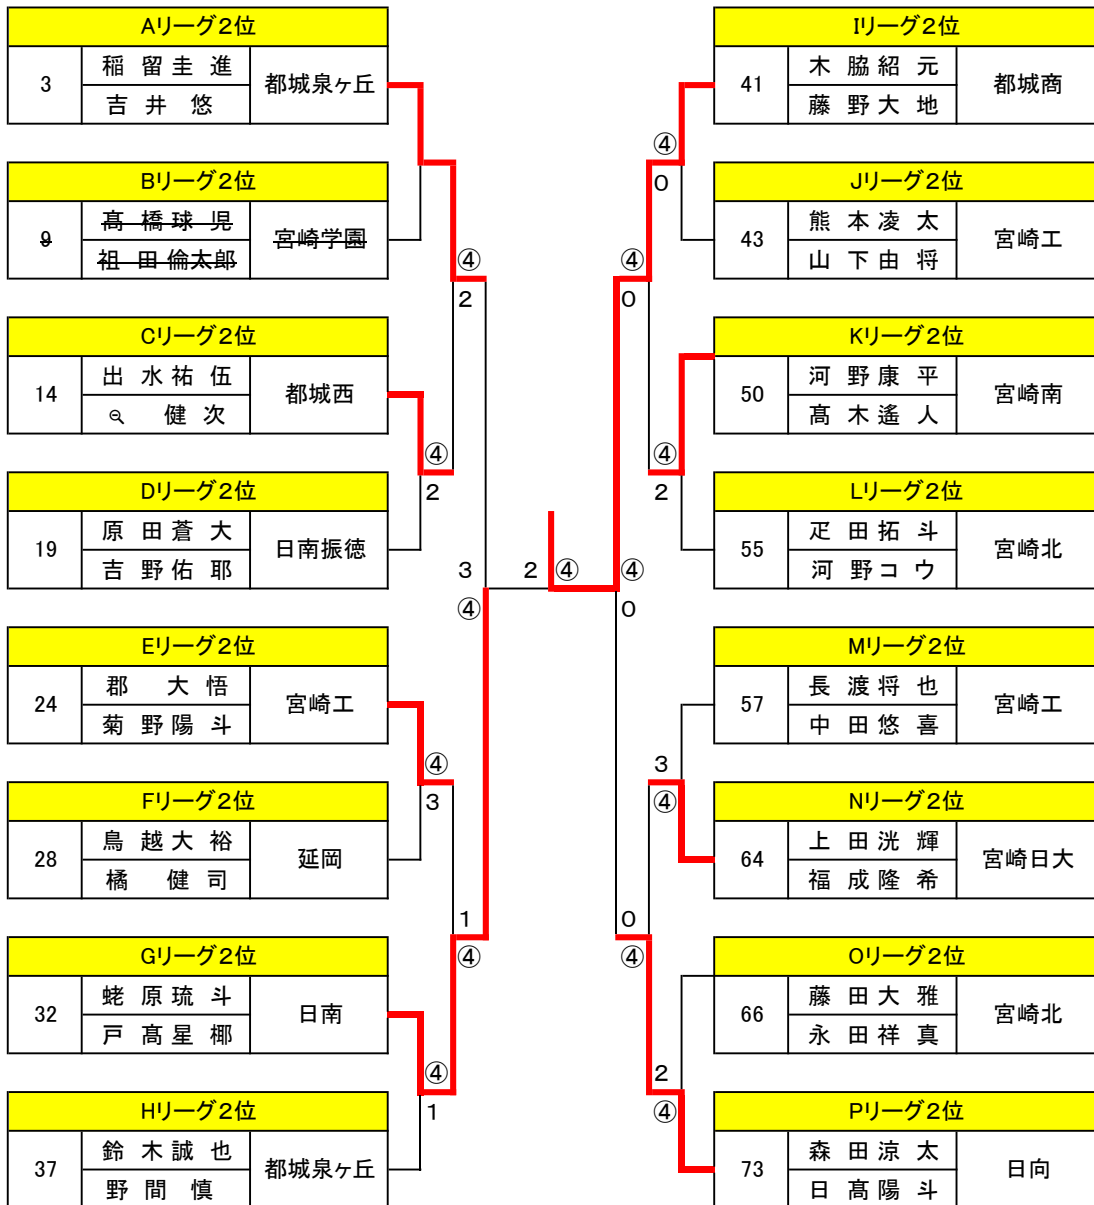 Aリーグ2位
3 稲留圭進 都城泉ヶ丘
吉井悠
Bリーグ2位
9 髙橋球児 宮崎学園
祖田倫太郎
④
2
Cリーグ2位
14 出水祐伍 都城西
健次
④
2
Dリーグ2位
19 原田蒼大 日南振徳
吉野佑耶
3
④
Eリーグ2位
24 郡大悟 宮崎工
菊野陽斗
④
3
Fリーグ2位
28 鳥越大裕 延岡
橘健司
1
④
Gリーグ2位
32 蛯原琉斗 日南
戸髙星椰
④
1
Hリーグ2位
37 鈴木誠也 都城泉ヶ丘
野間慎
2 ④
Iリーグ2位
41 木脇紹元 都城商
藤野大地
④
0
Jリーグ2位
43 熊本凌太 宮崎工
山下由将
④
0
Kリーグ2位
50 河野康平 宮崎南
髙木遙人
④
2
Lリーグ2位
55 疋田拓斗 宮崎北
河野コウ
④
0
Mリーグ2位
57 長渡将也 宮崎工
中田悠喜
3
④
Nリーグ2位
64 上田洸輝 宮崎日大
福成隆希
0
④
Oリーグ2位
66 藤田大雅 宮崎北
永田祥真
2
④
Pリーグ2位
73 森田涼太 日向
日髙陽斗